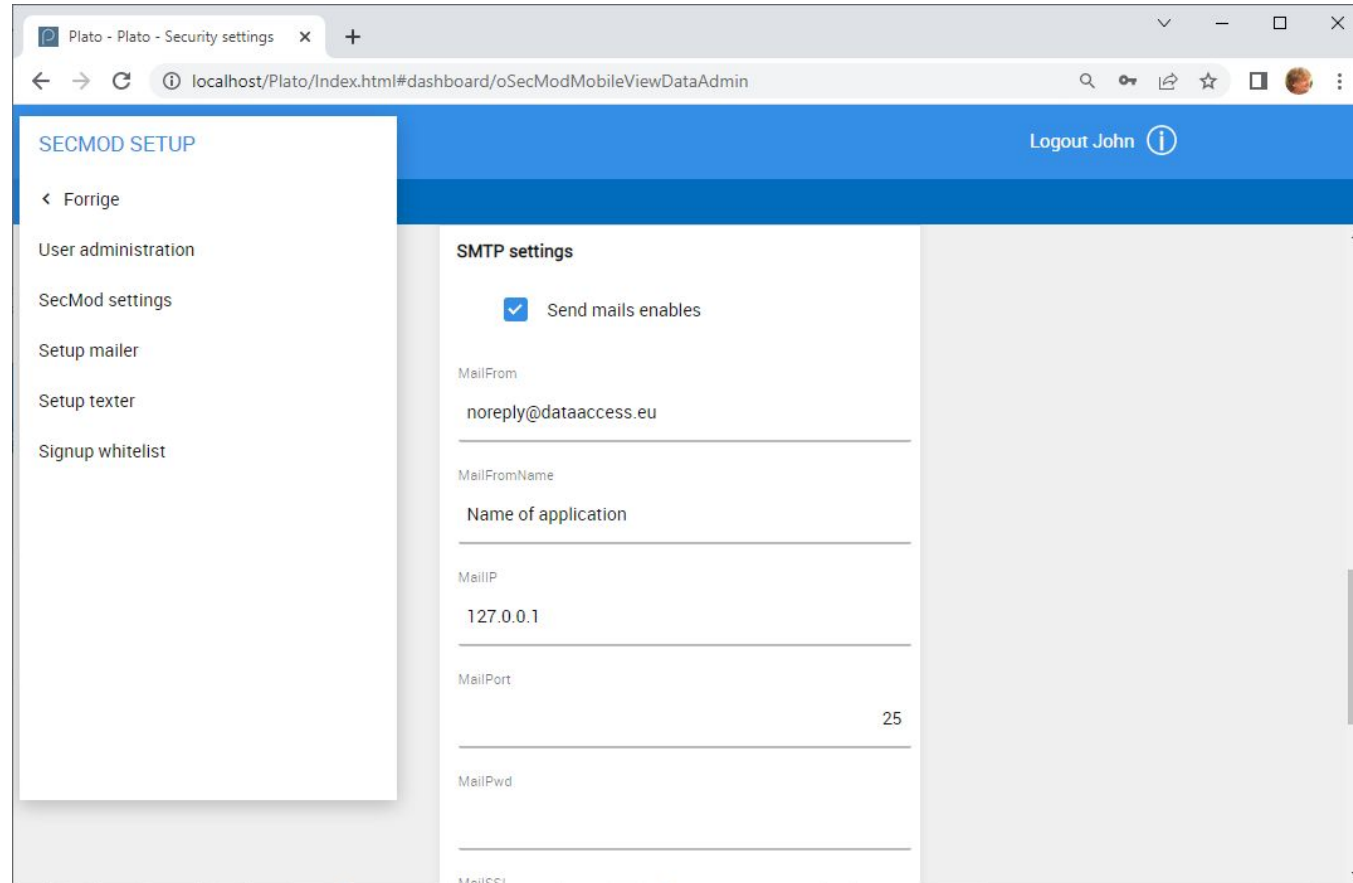 Plato - Plato - Security settings
localhost/Plato/Index.html#dashboard/oSecModMobileViewDataAdmin
SECMOD SETUP
Logout John
Forrige
User administration
SecMod settings
Setup mailer
Setup texter
Signup whitelist
SMTP settings
Send mails enables
MailFrom
noreply@dataaccess.eu
MailFromName
Name of application
MailIP
127.0.0.1
MailPort
25
MailPwd
MailSSL